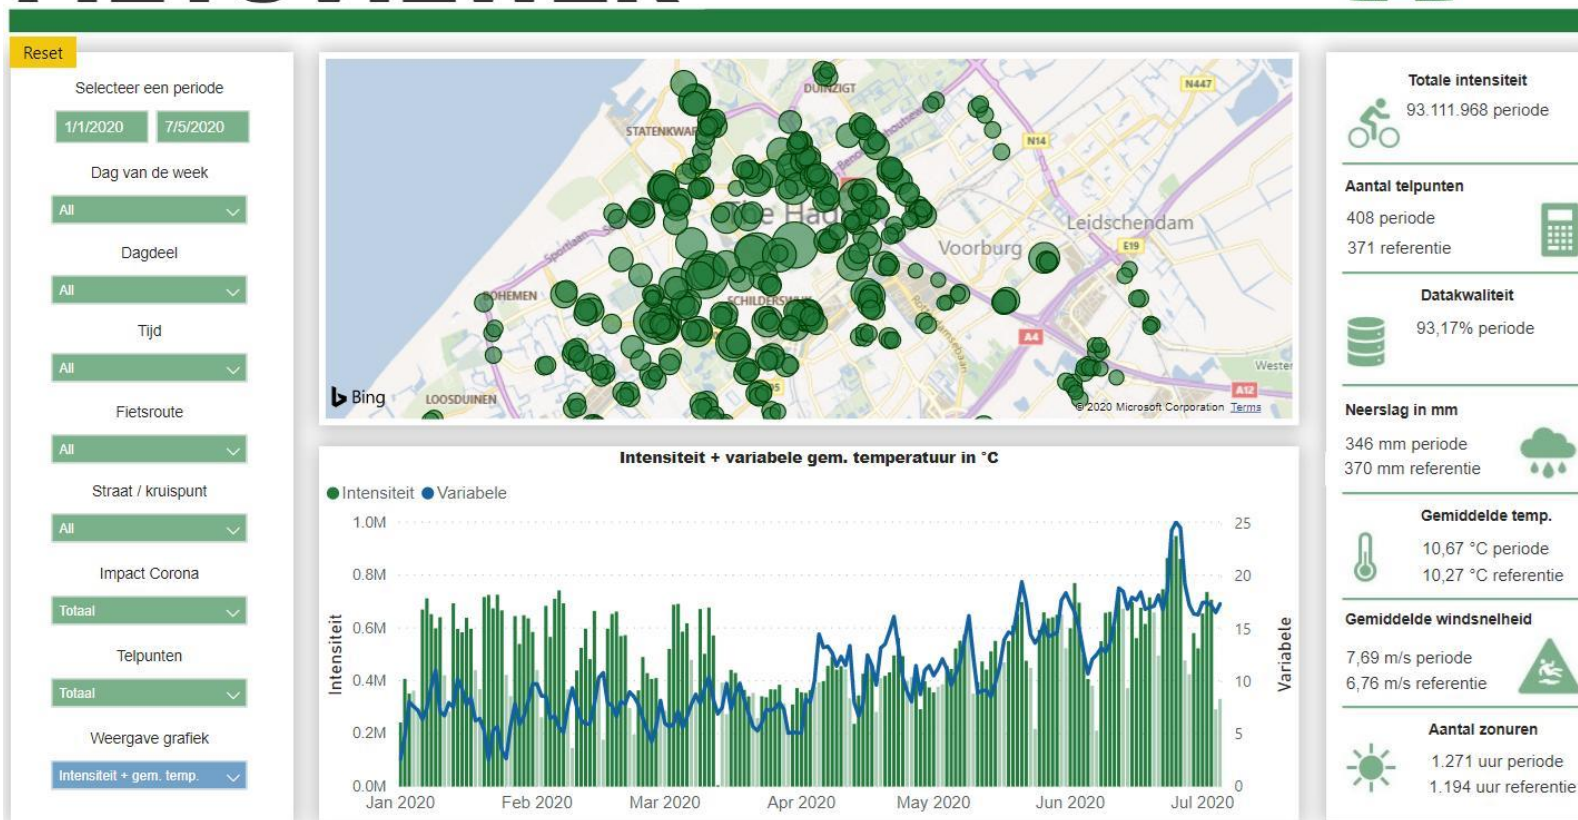 Reset
Selecteer een periode
1/1/2020 7/5/2020
Dag van de week
All
Dagdeel
All
Tijd
All
Fietsroute
All
Straat / kruispunt
All
Impact Corona
Totaal
Telpunten
Totaal
Weergave grafiek
Intensiteit + gem. temp.
DUINZIGT
N447
N14
Leidschendam
Voorburg
E19
A4
A12
LOOSDUINEN
Bing
© 2020 Microsoft Corporation Terms
Intensiteit + variabele gem. temperatuur in °C
Intensiteit Variabele
1.0M
0.8M
0.6M
0.4M
0.2M
0.0M
Intensiteit
25
20
15
10
5
0
Variabele
Jan 2020 Feb 2020 Mar 2020 Apr 2020 May 2020 Jun 2020 Jul 2020
Totale intensiteit
93.111.968 periode
Aantal telpunten
408 periode
371 referentie
Datakwaliteit
93,17% periode
Neerslag in mm
346 mm periode
370 mm referentie
Gemiddelde temp.
10,67 °C periode
10,27 °C referentie
Gemiddelde windsnelheid
7,69 m/s periode
6,76 m/s referentie
Aantal zonuren
1.271 uur periode
1.194 uur referentie